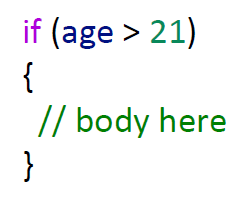 if (age > 21)
{
  // body here
}